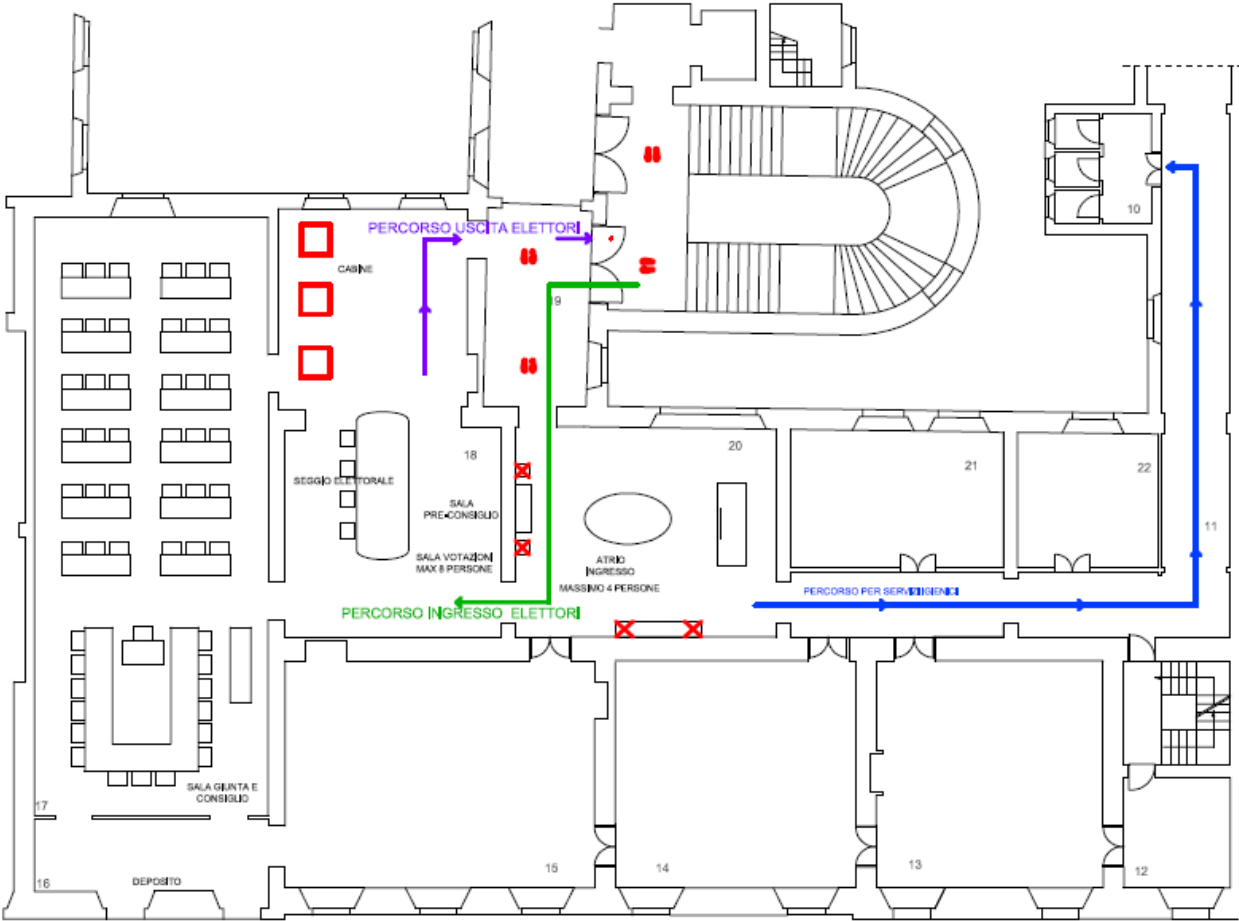 10
PERCORSO USCITA ELETTORI
CABINE
19
20
18
21
22
SEGGIO ELETTORALE
SALA
PRE-CONSIGLIO
11
SALA VOTAZIONI
MAX 8 PERSONE
ATRIO
INGRESSO
MASSIMO 4 PERSONE
PERCORSO PER SERVIZI IGIENICI
PERCORSO INGRESSO ELETTORI
SALA GIUNTA E
CONSIGLIO
17
15
14
13
12
16
DEPOSITO